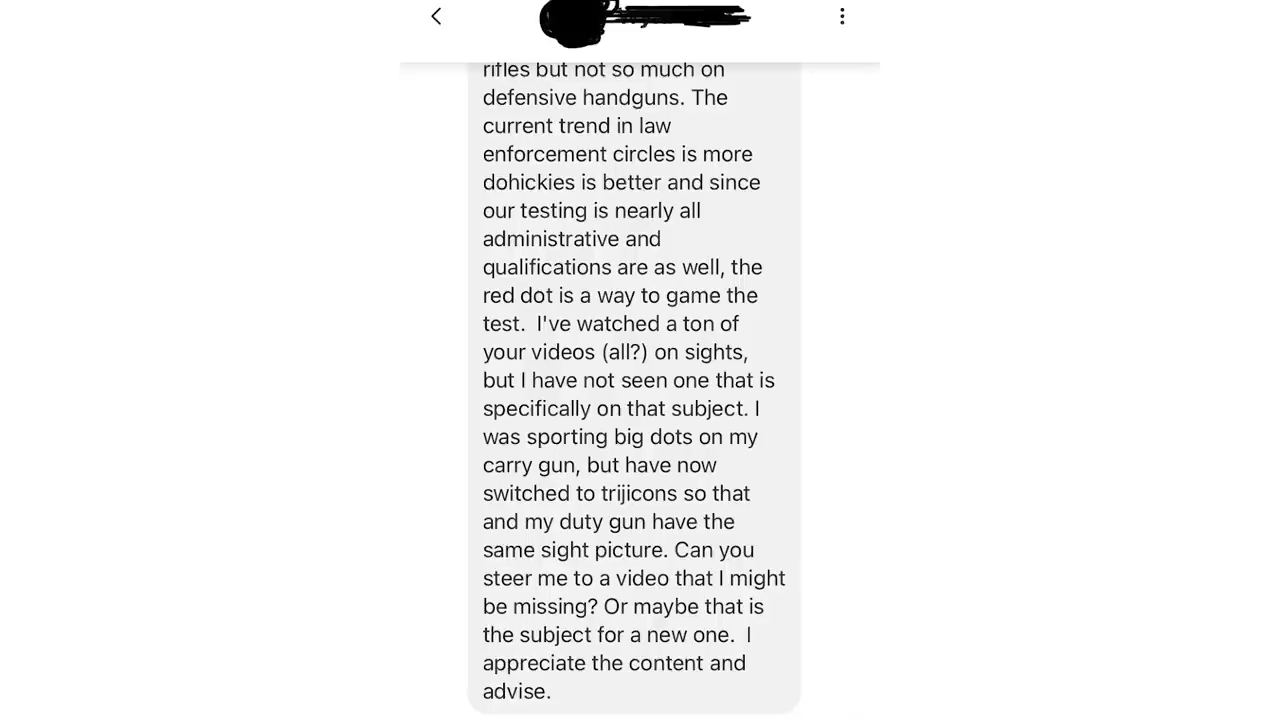 rifles but not so much on
defensive handguns. The
current trend in law
enforcement circles is more
dohickies is better and since
our testing is nearly all
administrative and
qualifications are as well, the
red dot is a way to game the
test.  I've watched a ton of
your videos (all?) on sights,
but I have not seen one that is
specifically on that subject. I
was sporting big dots on my
carry gun, but have now
switched to trijicons so that
and my duty gun have the
same sight picture. Can you
steer me to a video that I might
be missing? Or maybe that is
the subject for a new one.  I
appreciate the content and
advise.